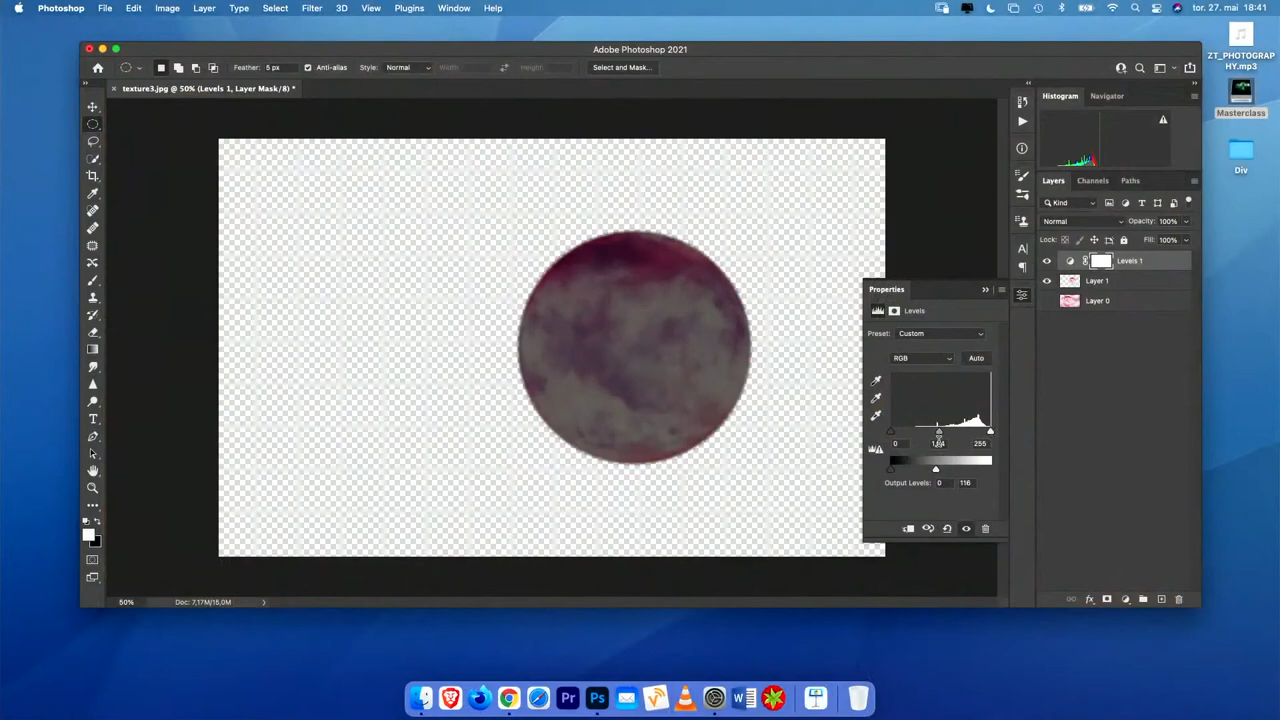 Photoshop File Edit Image Layer Type Select Filter 3D View Plugins Window Help tor. 27. mai 18:41
Adobe Photoshop 2021
Feather: 5 px Anti-alias Style: Normal Width: Height: Select and Mask...
texture3.jpg @ 50% (Levels 1, Layer Mask/8) *
Histogram Navigator
ZT_PHOTOGRAP
HY.mp3
Masterclass
Div
Layers Channels Paths
Kind
Normal Opacity: 100%
Lock: Fill: 100%
Levels 1
Layer 1
Layer 0
Properties
Levels
Preset: Custom
RGB Auto
0 255
Output Levels: 0 116
50% Doc: 7,17M/15,0M